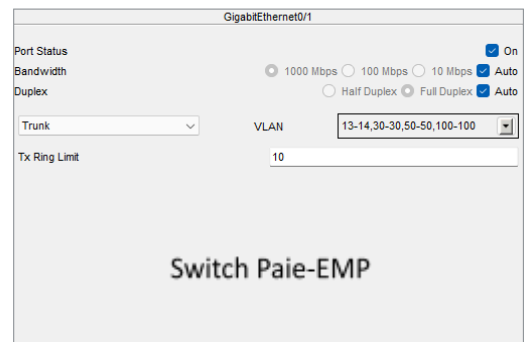 GigabitEthernet0/1
Port Status On
Bandwidth 1000 Mbps 100 Mbps 10 Mbps Auto
Duplex Half Duplex Full Duplex Auto
Trunk VLAN 13-14,30-30,50-50,100-100
Tx Ring Limit 10
Switch Paie-EMP